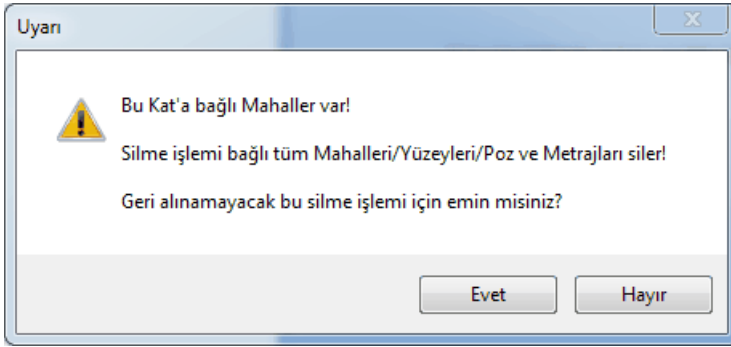 Uyarı
Bu Kat'a bağlı Mahaller var!
Silme işlemi bağlı tüm Mahalleri/Yüzeyleri/Poz ve Metrajları siler!
Geri alınamayacak bu silme işlemi için emin misiniz?
Evet
Hayır